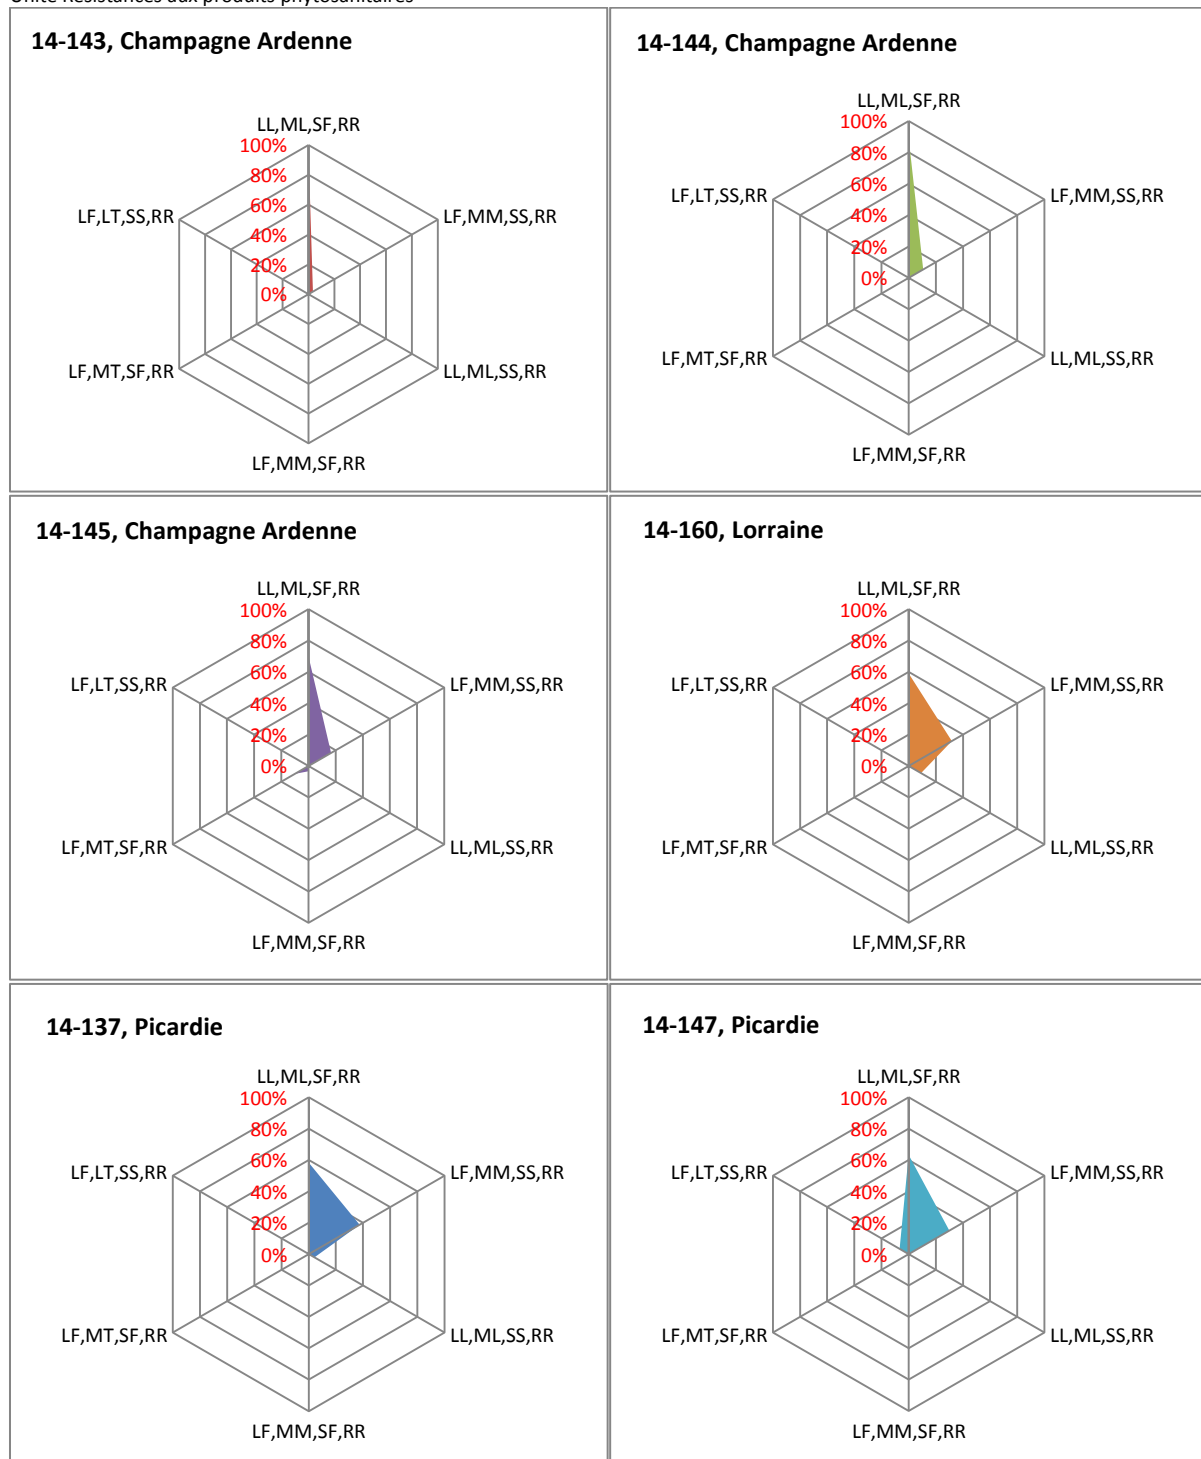 Unité Résistances aux produits phytosanitaires
14-143, Champagne Ardenne
LL,ML,SF,RR
100%
80%
60%
40%
20%
0%
LF,LT,SS,RR
LF,MM,SS,RR
LF,MT,SF,RR
LL,ML,SS,RR
LF,MM,SF,RR
14-144, Champagne Ardenne
LL,ML,SF,RR
100%
80%
60%
40%
20%
0%
LF,LT,SS,RR
LF,MM,SS,RR
LF,MT,SF,RR
LL,ML,SS,RR
LF,MM,SF,RR
14-145, Champagne Ardenne
LL,ML,SF,RR
100%
80%
60%
40%
20%
0%
LF,LT,SS,RR
LF,MM,SS,RR
LF,MT,SF,RR
LL,ML,SS,RR
LF,MM,SF,RR
14-160, Lorraine
LL,ML,SF,RR
100%
80%
60%
40%
20%
0%
LF,LT,SS,RR
LF,MM,SS,RR
LF,MT,SF,RR
LL,ML,SS,RR
LF,MM,SF,RR
14-137, Picardie
LL,ML,SF,RR
100%
80%
60%
40%
20%
0%
LF,LT,SS,RR
LF,MM,SS,RR
LF,MT,SF,RR
LL,ML,SS,RR
LF,MM,SF,RR
14-147, Picardie
LL,ML,SF,RR
100%
80%
60%
40%
20%
0%
LF,LT,SS,RR
LF,MM,SS,RR
LF,MT,SF,RR
LL,ML,SS,RR
LF,MM,SF,RR